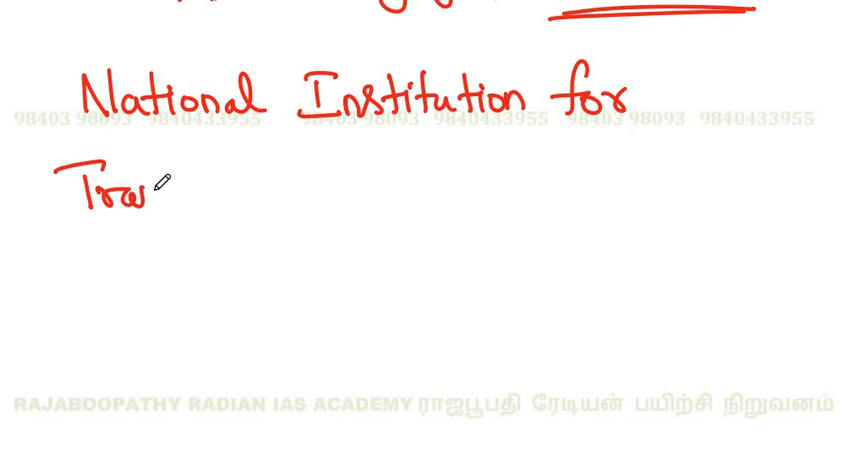 National Institution for
98403 98093 9840433955 98403 98093 9840433955 98403 98093 9840433955
Tra
RAJABOOPATHY RADIAN IAS ACADEMY ராஜபூபதி ரேடியன் பயிற்சி நிறுவனம்